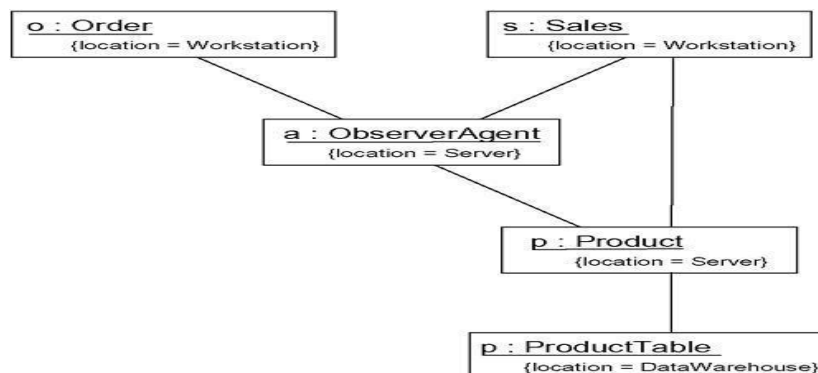 o : Order
{location = Workstation}
s : Sales
{location = Workstation}
a : ObserverAgent
{location = Server}
p : Product
{location = Server}
p : ProductTable
{location = DataWarehouse}